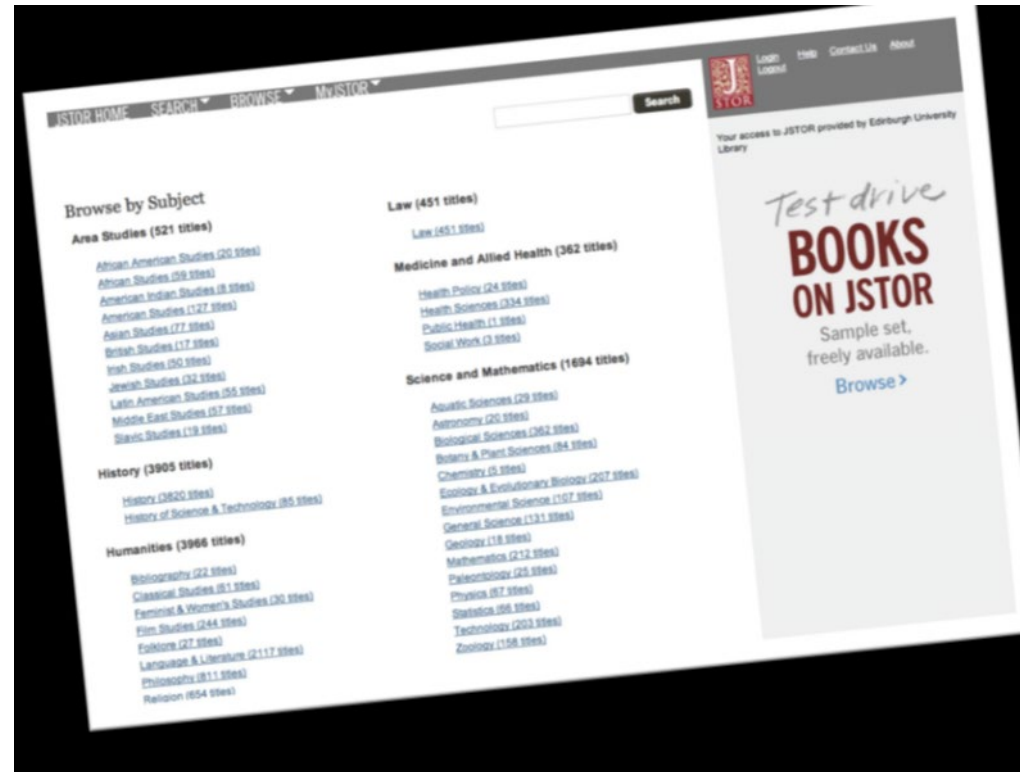 JSTOR HOME SEARCH BROWSE MyJSTOR
Search
JSTOR
Login Help Contact Us About
Logout
Your access to JSTOR provided by Edinburgh University
Library
Browse by Subject
Area Studies (521 titles)
African American Studies (20 titles)
African Studies (59 titles)
American Indian Studies (8 titles)
American Studies (127 titles)
Asian Studies (77 titles)
British Studies (17 titles)
Irish Studies (50 titles)
Jewish Studies (32 titles)
Latin American Studies (55 titles)
Middle East Studies (57 titles)
Slavic Studies (19 titles)
History (3905 titles)
History (3820 titles)
History of Science & Technology (85 titles)
Humanities (3966 titles)
Bibliography (22 titles)
Classical Studies (61 titles)
Feminist & Women's Studies (30 titles)
Film Studies (244 titles)
Folklore (27 titles)
Language & Literature (2117 titles)
Philosophy (811 titles)
Religion (654 titles)
Law (451 titles)
Law (451 titles)
Medicine and Allied Health (362 titles)
Health Policy (24 titles)
Health Sciences (334 titles)
Public Health (1 titles)
Social Work (3 titles)
Science and Mathematics (1694 titles)
Aquatic Sciences (29 titles)
Astronomy (20 titles)
Biological Sciences (362 titles)
Botany & Plant Sciences (84 titles)
Chemistry (5 titles)
Ecology & Evolutionary Biology (207 titles)
Environmental Science (107 titles)
General Science (131 titles)
Geology (18 titles)
Mathematics (212 titles)
Paleontology (25 titles)
Physics (67 titles)
Statistics (66 titles)
Technology (203 titles)
Zoology (158 titles)
Test drive
BOOKS
ON JSTOR
Sample set,
freely available.
Browse >